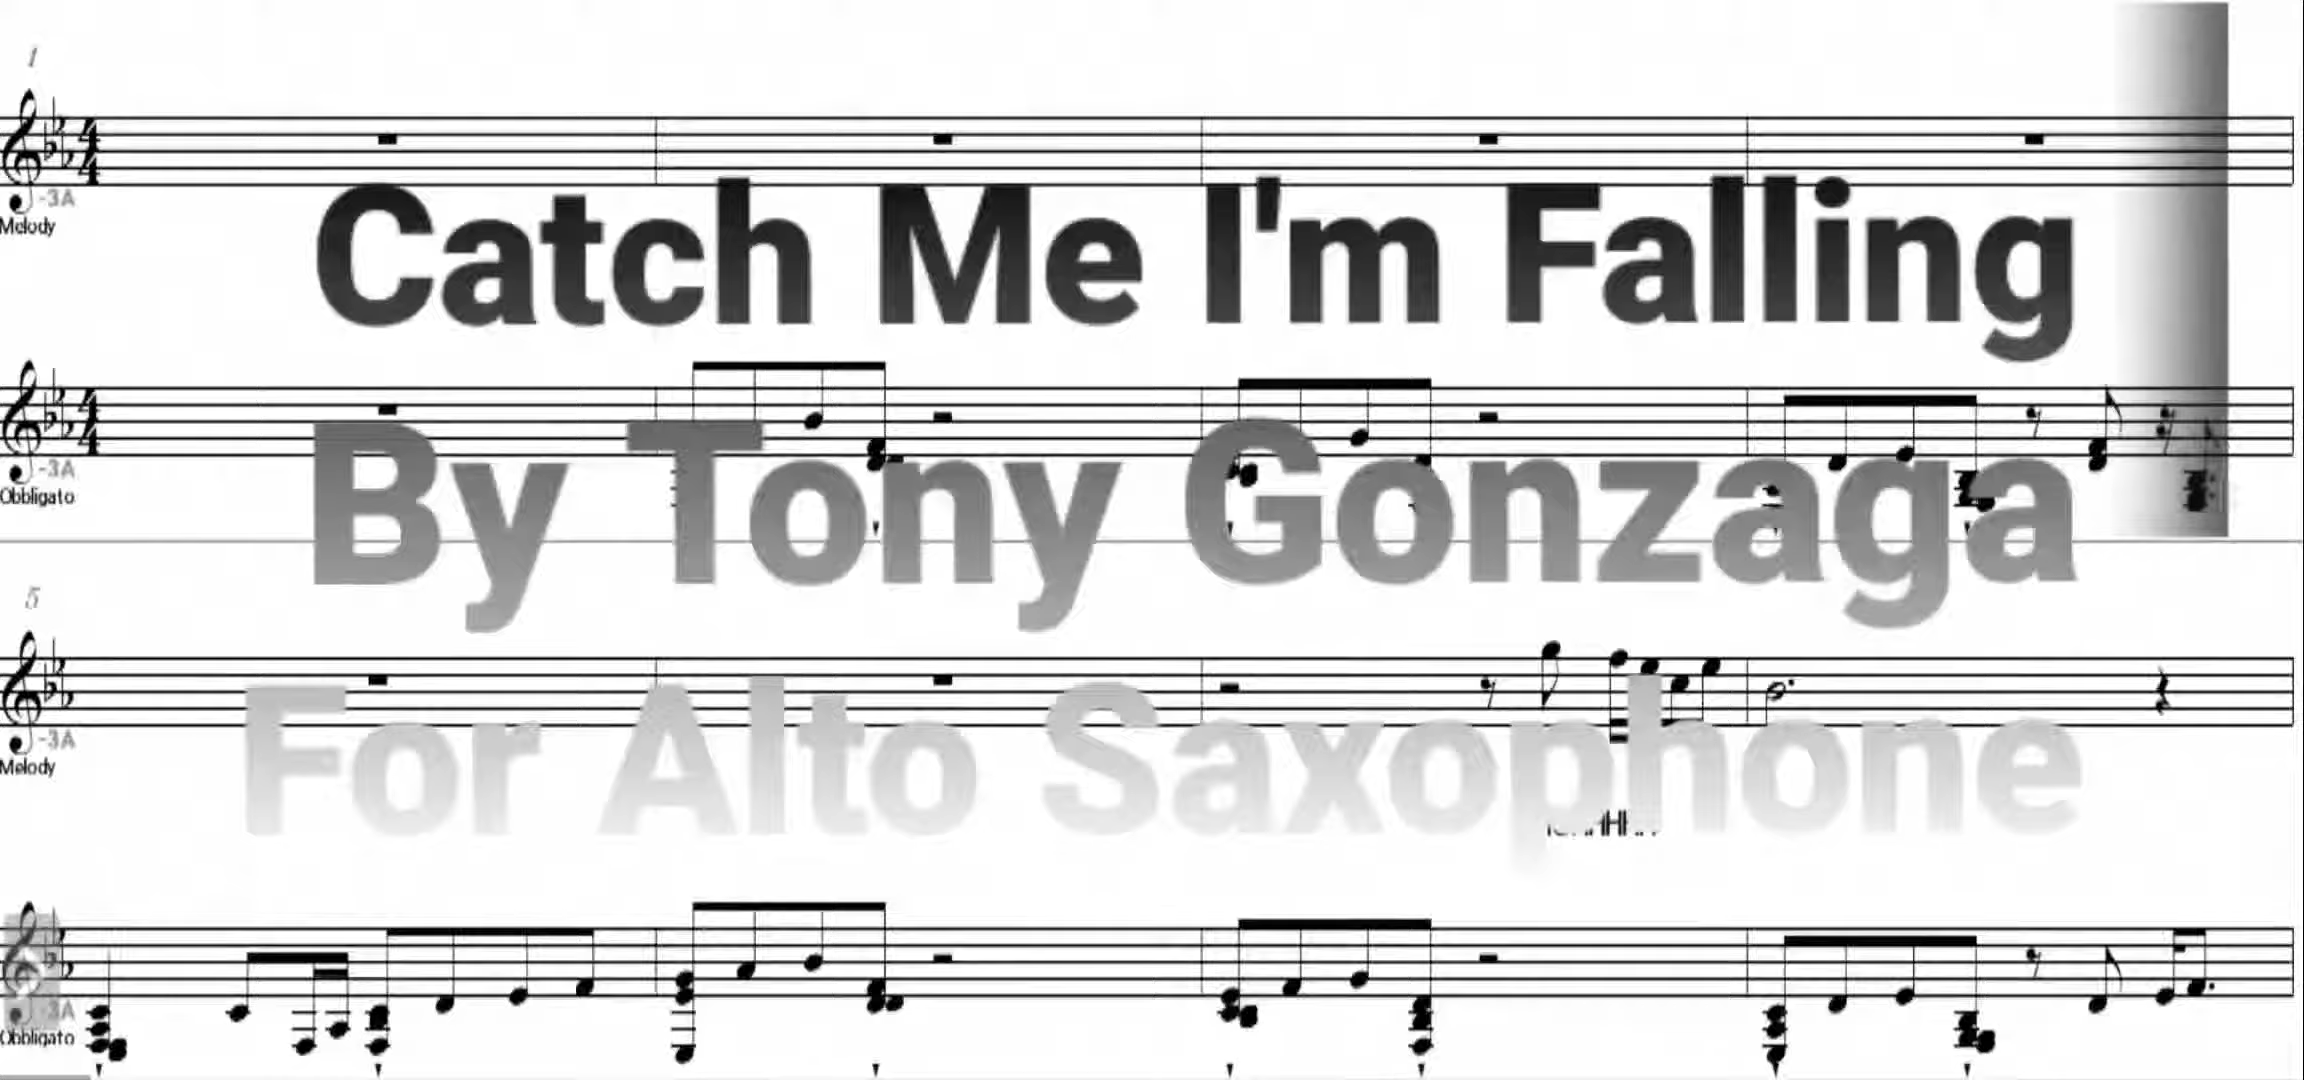 1
-3A
Melody
Catch Me I'm Falling
-3A
Obbligato
By Tony Gonzaga
5
-3A
Melody
For Alto Saxophone
-3A
Obbligato